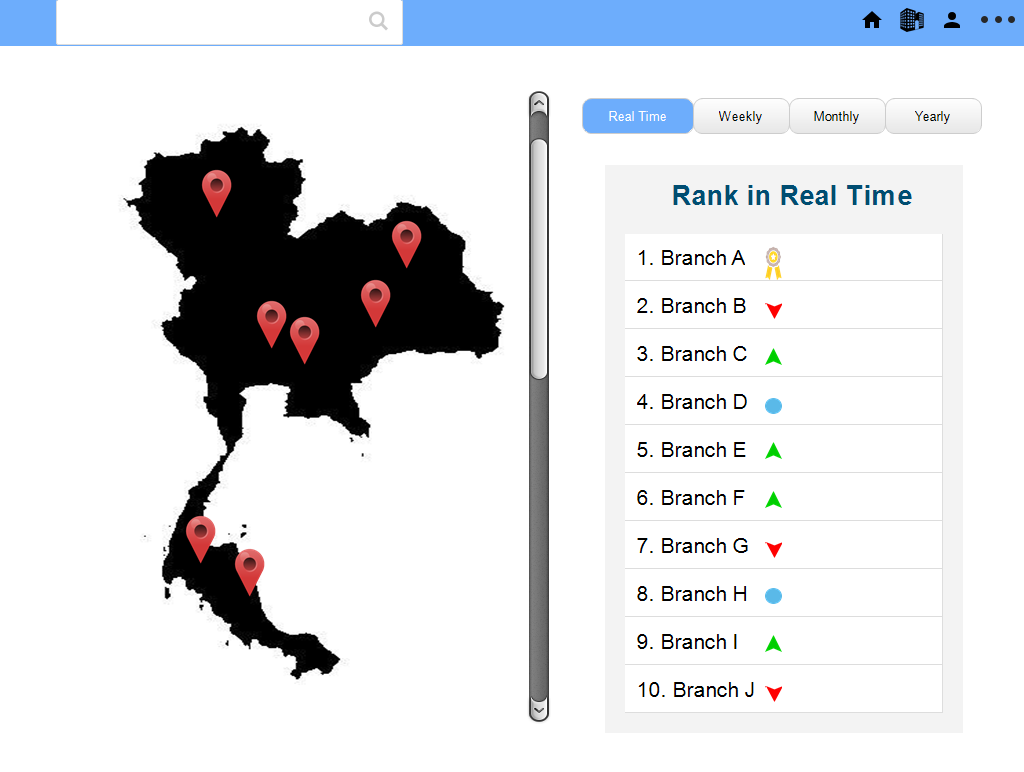 Real Time
Weekly
Monthly
Yearly
Rank in Real Time
1. Branch A
2. Branch B
3. Branch C
4. Branch D
5. Branch E
6. Branch F
7. Branch G
8. Branch H
9. Branch I
10. Branch J